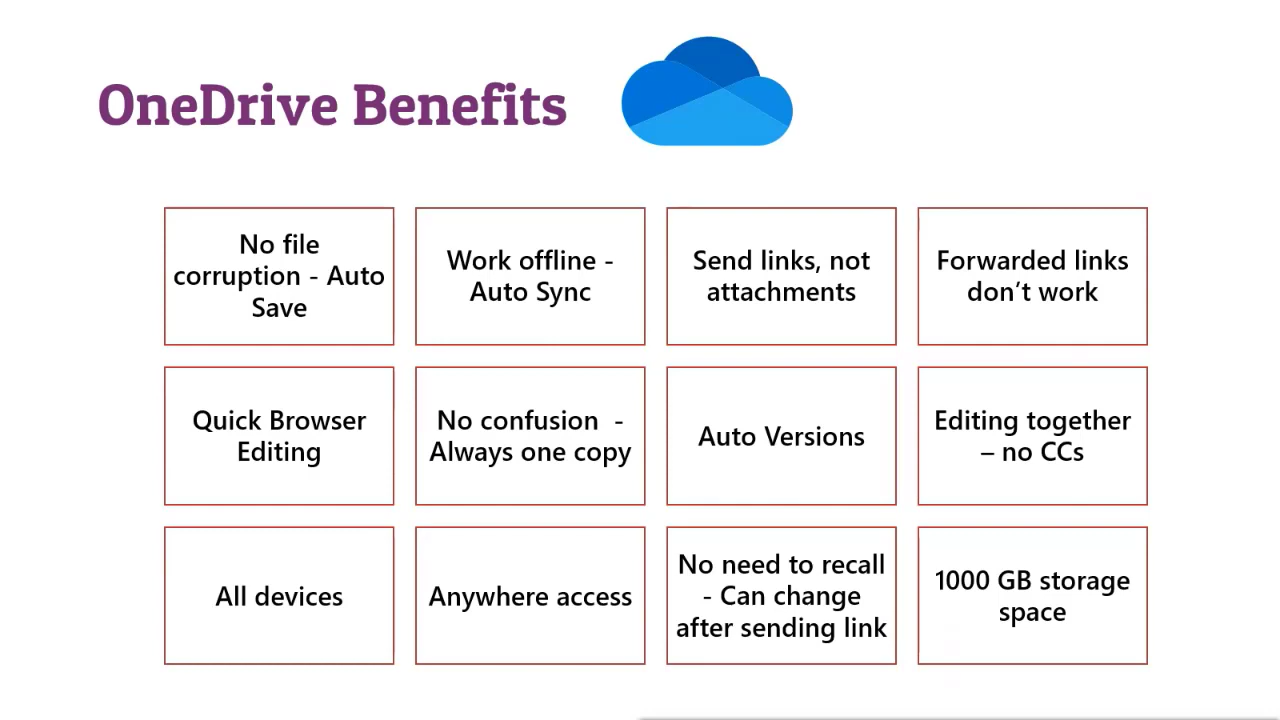 OneDrive Benefits
No file
corruption - Auto
Save
Work offline -
Auto Sync
Send links, not
attachments
Forwarded links
don’t work
Quick Browser
Editing
No confusion  -
Always one copy
Auto Versions
Editing together
– no CCs
All devices
Anywhere access
No need to recall
- Can change
after sending link
1000 GB storage
space